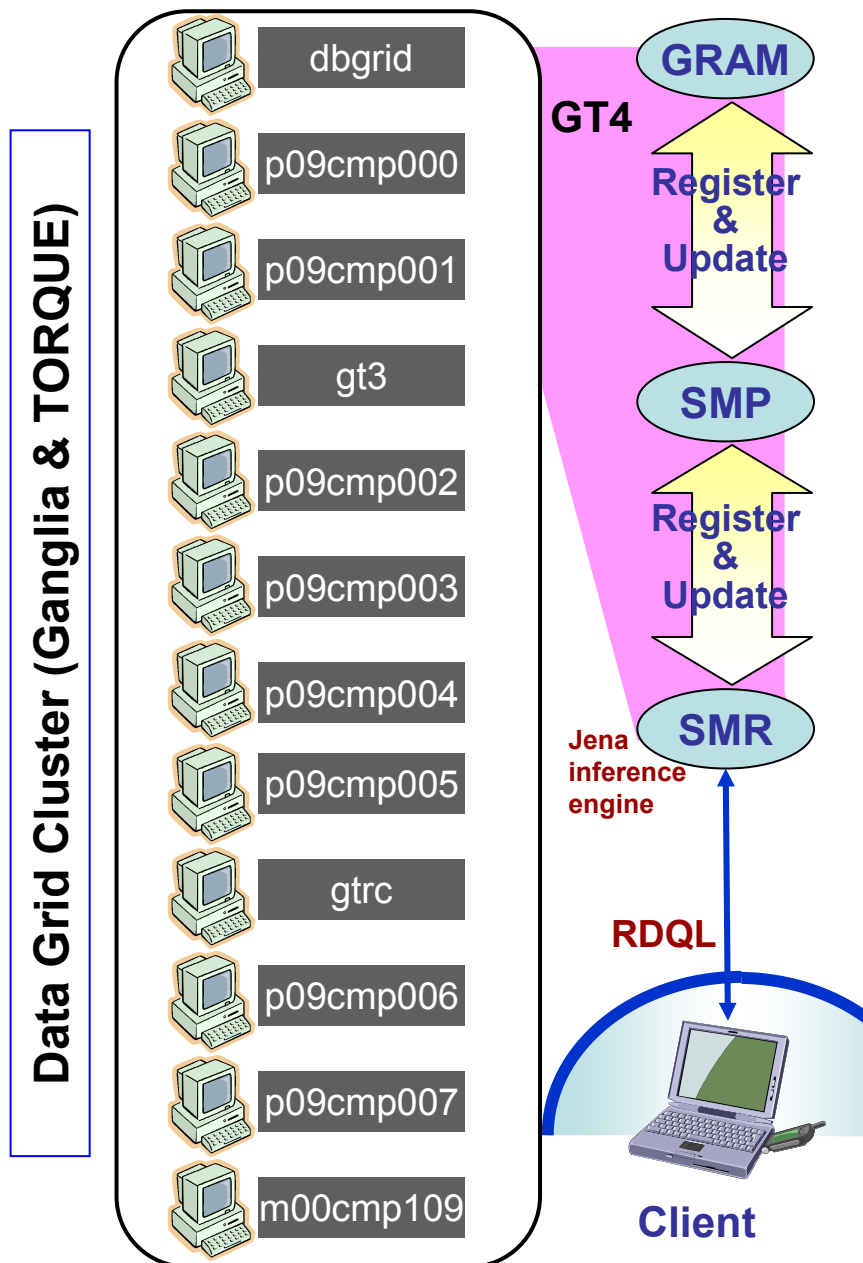 Data Grid Cluster (Ganglia & TORQUE)
dbgrid
p09cmp000
p09cmp001
gt3
p09cmp002
p09cmp003
p09cmp004
p09cmp005
gtrc
p09cmp006
p09cmp007
m00cmp109
GT4
GRAM
Register
&
Update
SMP
Register
&
Update
SMR
Jena
inference
engine
RDQL
Client